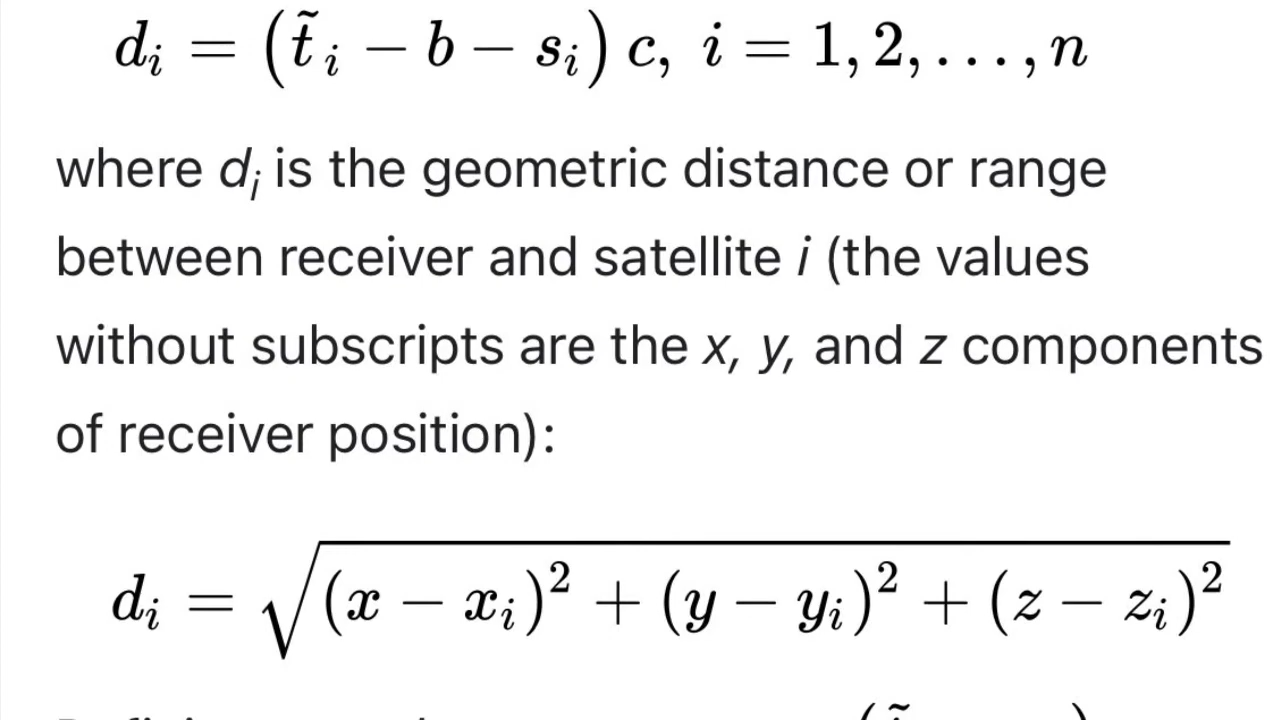 d_i = (t̃_i − b − s_i) c, i = 1, 2, …, n
where d_i is the geometric distance or range
between receiver and satellite i (the values
without subscripts are the x, y, and z components
of receiver position):
d_i = √((x − x_i)² + (y − y_i)² + (z − z_i)²)